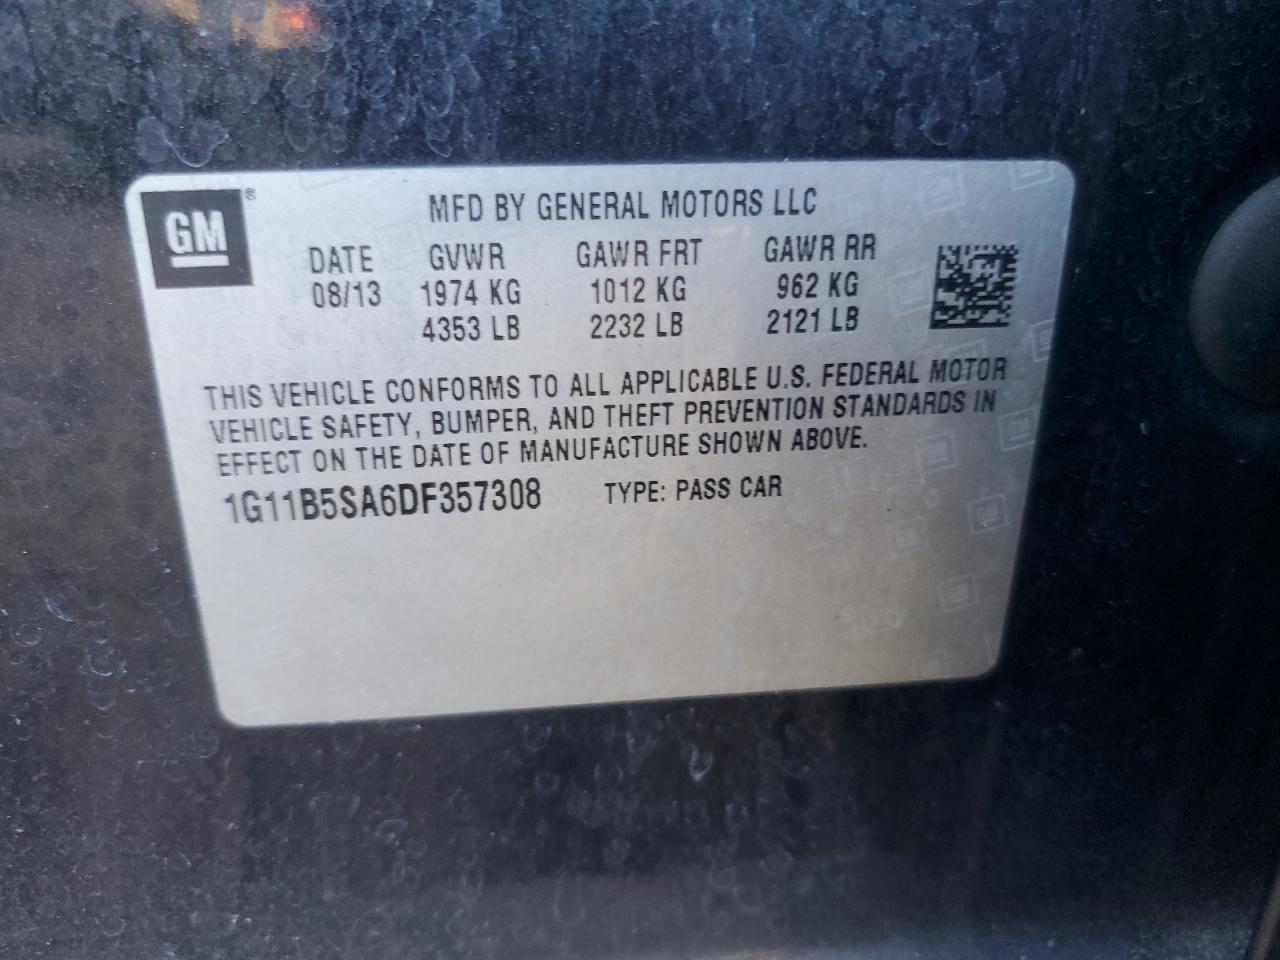 GM®
MFD BY GENERAL MOTORS LLC
DATE GVWR GAWR FRT GAWR RR
08/13 1974 KG 1012 KG 962 KG
4353 LB 2232 LB 2121 LB
THIS VEHICLE CONFORMS TO ALL APPLICABLE U.S. FEDERAL MOTOR
VEHICLE SAFETY, BUMPER, AND THEFT PREVENTION STANDARDS IN
EFFECT ON THE DATE OF MANUFACTURE SHOWN ABOVE.
1G11B5SA6DF357308 TYPE: PASS CAR